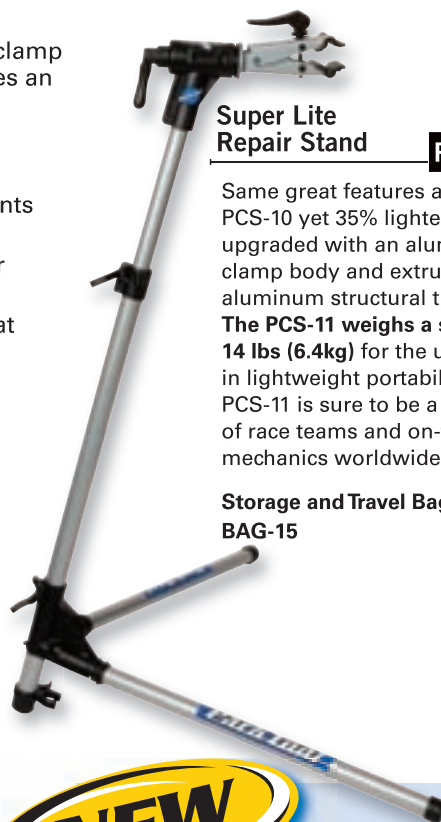 clamp
es an
nts
r
at
Super Lite
Repair Stand
Same great features a
PCS-10 yet 35% lighte
upgraded with an alu
clamp body and extru
aluminum structural t
The PCS-11 weighs a s
14 lbs (6.4kg) for the u
in lightweight portabil
PCS-11 is sure to be a
of race teams and on-
mechanics worldwide
Storage and Travel Bag
BAG-15
Park Tool
NEW